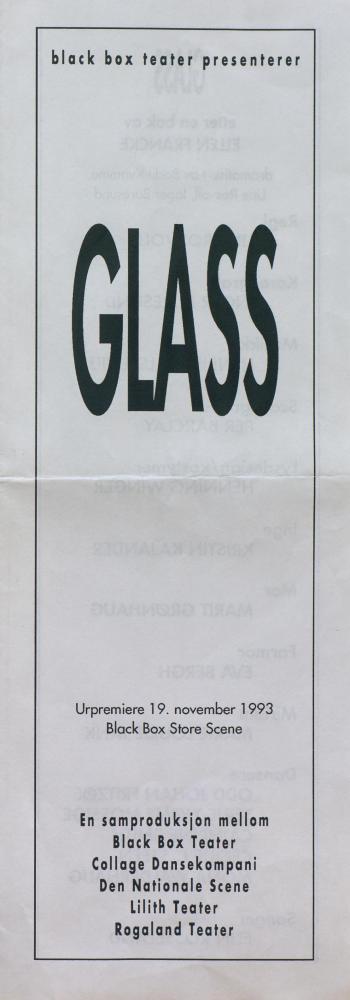 black box teater presenterer
GLASS
Urpremiere 19. november 1993
Black Box Store Scene
En samproduksjon mellom
Black Box Teater
Collage Dansekompani
Den Nationale Scene
Lilith Teater
Rogaland Teater